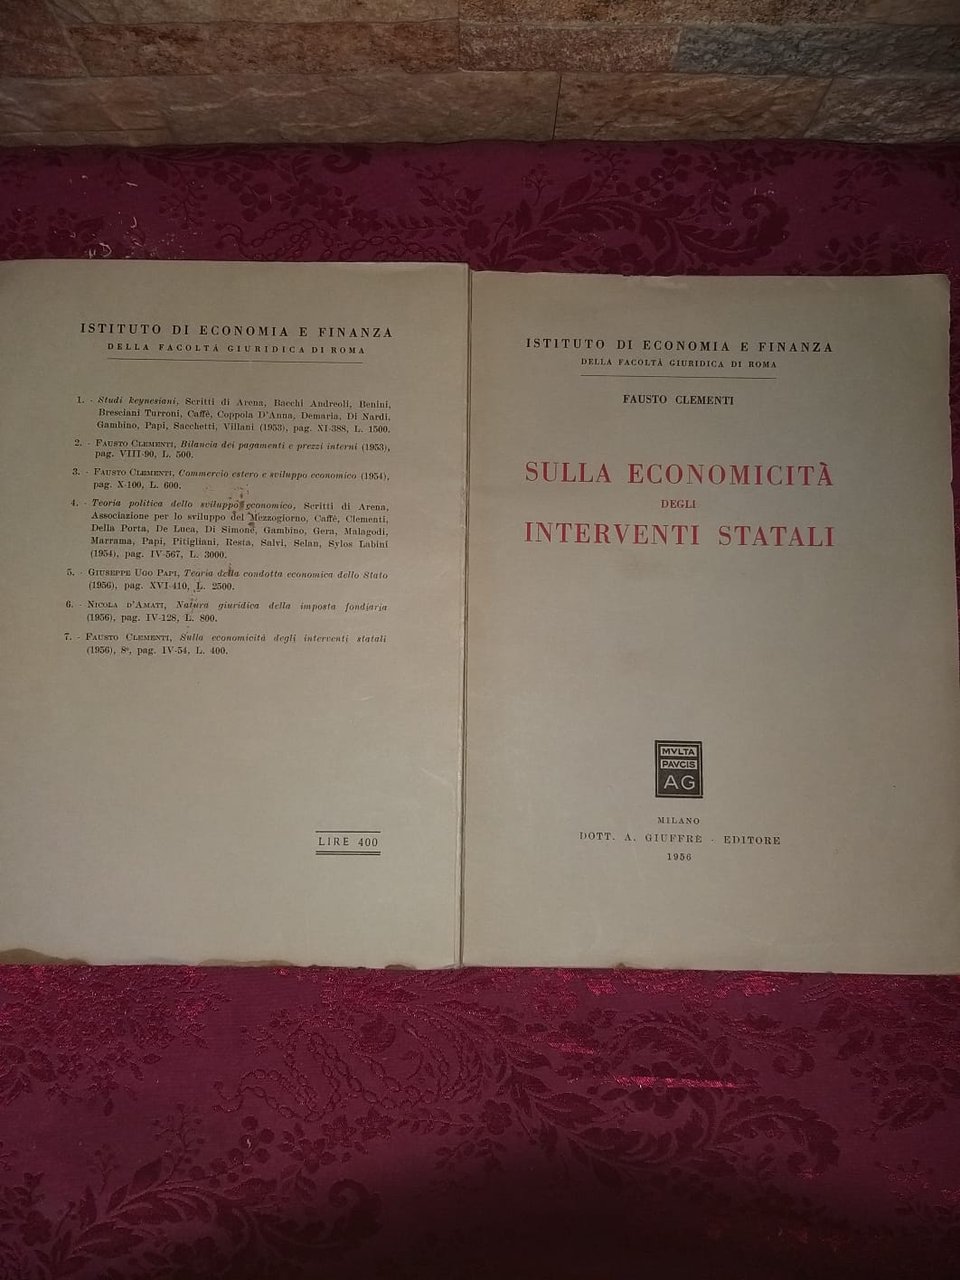 ISTITUTO DI ECONOMIA E FINANZA
DELLA FACOLTÀ GIURIDICA DI ROMA
1. - Studi keynesiani, Scritti di Arena, Bacchi Andreoli, Benini,
Bresciani Turroni, Caffè, Coppola D'Anna, Demaria, Di Nardi,
Gambino, Papi, Sacchetti, Villani (1953), pag. XI-388, L. 1500.
2. - FAUSTO CLEMENTI, Bilancia dei pagamenti e prezzi interni (1953),
pag. VIII-90, L. 500.
3. - FAUSTO CLEMENTI, Commercio estero e sviluppo economico (1954),
pag. X-100, L. 600.
4. - Teoria politica dello sviluppo economico, Scritti di Arena,
Associazione per lo sviluppo del Mezzogiorno, Caffè, Clementi,
Della Porta, De Luca, Di Simone, Gambino, Gera, Malagodi,
Marrama, Papi, Pitigliani, Resta, Salvi, Selan, Sylos Labini
(1954), pag. IV-567, L. 3000.
5. - GIUSEPPE UGO PAPI, Teoria della condotta economica dello Stato
(1956), pag. XVI-410, L. 2500.
6. - NICOLA D'AMATI, Natura giuridica della imposta fondiaria
(1956), pag. IV-128, L. 800.
7. - FAUSTO CLEMENTI, Sulla economicità degli interventi statali
(1956), 8°, pag. IV-54, L. 400.
LIRE 400
ISTITUTO DI ECONOMIA E FINANZA
DELLA FACOLTÀ GIURIDICA DI ROMA
FAUSTO CLEMENTI
SULLA ECONOMICITÀ
DEGLI
INTERVENTI STATALI
MVLTA
PAVCIS
AG
MILANO
DOTT. A. GIUFFRÈ - EDITORE
1956